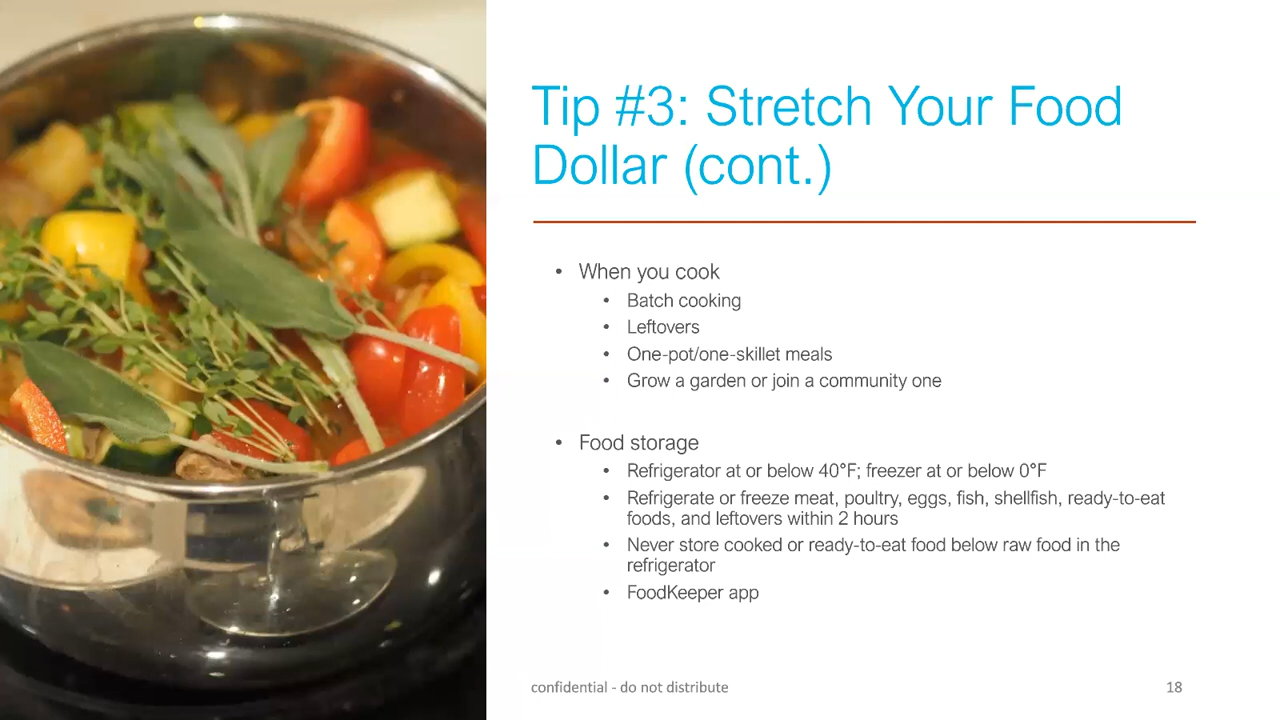 Tip #3: Stretch Your Food
Dollar (cont.)
• When you cook
• Batch cooking
• Leftovers
• One-pot/one-skillet meals
• Grow a garden or join a community one
• Food storage
• Refrigerator at or below 40°F; freezer at or below 0°F
• Refrigerate or freeze meat, poultry, eggs, fish, shellfish, ready-to-eat
foods, and leftovers within 2 hours
• Never store cooked or ready-to-eat food below raw food in the
refrigerator
• FoodKeeper app
confidential - do not distribute
18